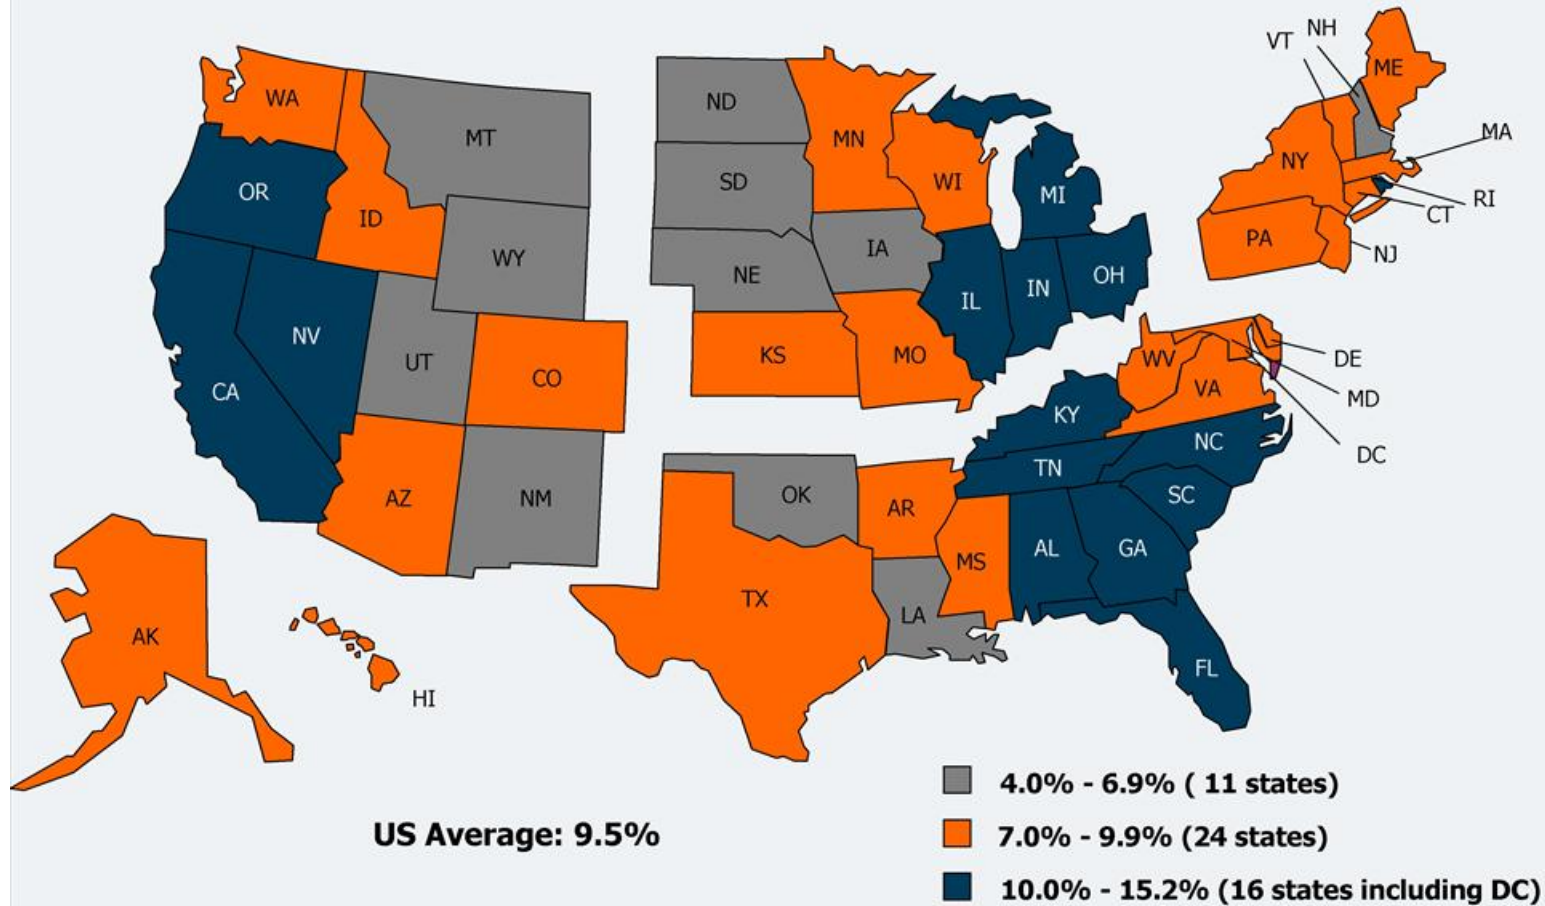 NH
VT
ME
WA
ND
MT
MN
MA
NY
SD
WI
OR
MI
RI
ID
CT
PA
IA
NJ
WY
NE
OH
IN
IL
NV
KS
MO
WV
DE
UT
CO
VA
CA
MD
KY
NC
DC
TN
OK
SC
AZ
NM
AR
AL
GA
MS
TX
LA
AK
FL
HI
4.0% - 6.9% ( 11 states)
US Average: 9.5%
7.0% - 9.9% (24 states)
10.0% - 15.2% (16 states including DC)